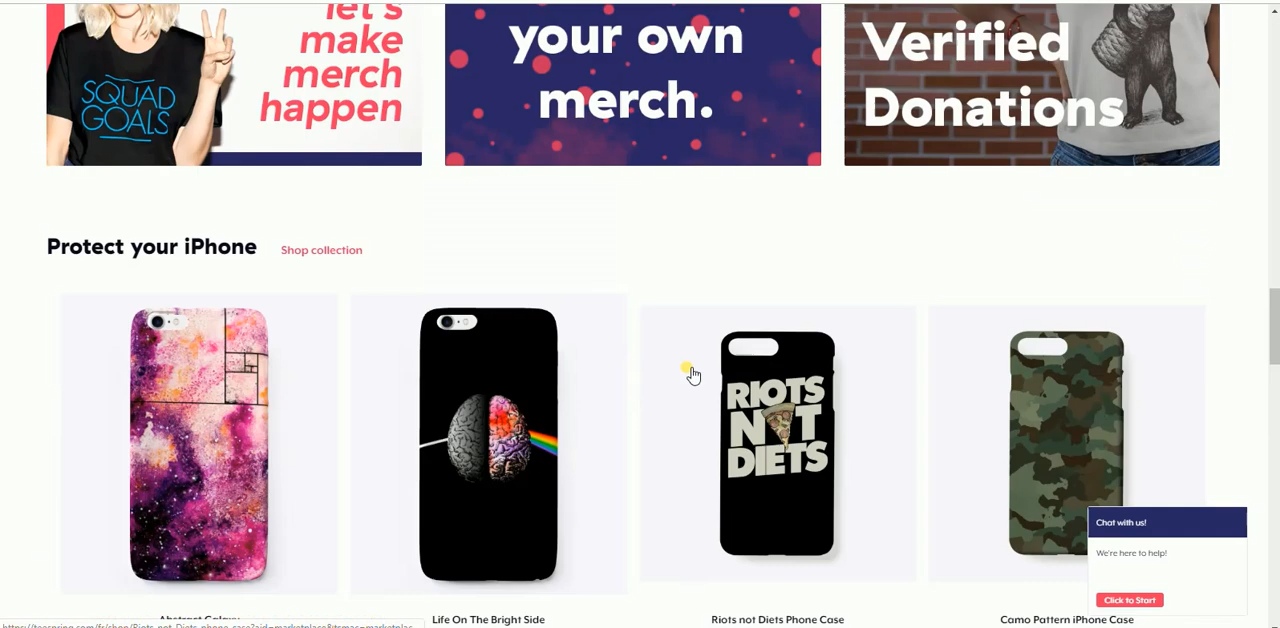 let's
make
merch
happen
SQUAD
GOALS
your own
merch.
Verified
Donations
Protect your iPhone
Shop collection
RIOTS
NOT
DIETS
Chat with us!
We're here to help!
Click to Start
Abstract Galaxy
Life On The Bright Side
Riots not Diets Phone Case
Camo Pattern iPhone Case